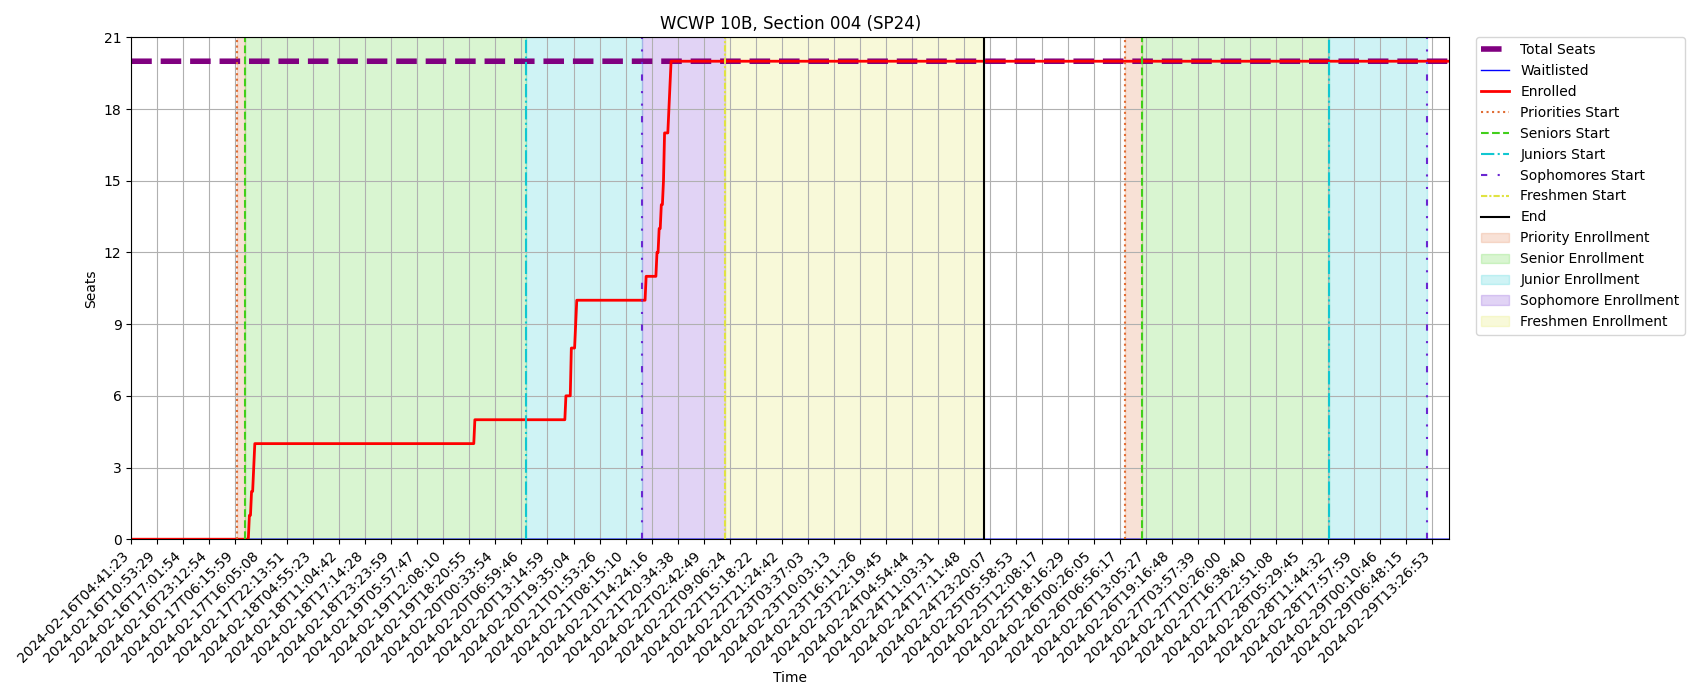 WCWP 10B, Section 004 (SP24)
21
18
15
12
9
6
3
0
Seats
2024-02-16T04:41:23
2024-02-16T10:53:29
2024-02-16T17:01:54
2024-02-16T23:12:54
2024-02-17T06:15:59
2024-02-17T16:05:08
2024-02-17T22:13:51
2024-02-18T04:55:23
2024-02-18T11:04:42
2024-02-18T17:14:28
2024-02-18T23:23:59
2024-02-19T05:57:47
2024-02-19T12:08:10
2024-02-19T18:20:55
2024-02-20T00:33:54
2024-02-20T06:59:46
2024-02-20T13:14:59
2024-02-20T19:35:04
2024-02-21T01:53:26
2024-02-21T08:15:10
2024-02-21T14:24:16
2024-02-21T20:34:38
2024-02-22T02:42:49
2024-02-22T09:06:24
2024-02-22T15:18:22
2024-02-22T21:24:42
2024-02-23T03:37:03
2024-02-23T10:03:13
2024-02-23T16:11:26
2024-02-23T22:19:45
2024-02-24T04:54:44
2024-02-24T11:03:31
2024-02-24T17:11:48
2024-02-24T23:20:07
2024-02-25T05:58:53
2024-02-25T12:08:17
2024-02-25T18:16:29
2024-02-26T00:26:05
2024-02-26T06:56:17
2024-02-26T13:05:27
2024-02-26T19:16:48
2024-02-27T03:57:39
2024-02-27T10:26:00
2024-02-27T16:38:40
2024-02-27T22:51:08
2024-02-28T05:29:45
2024-02-28T11:44:32
2024-02-28T17:57:59
2024-02-29T00:10:46
2024-02-29T06:48:15
2024-02-29T13:26:53
Time
Total Seats
Waitlisted
Enrolled
Priorities Start
Seniors Start
Juniors Start
Sophomores Start
Freshmen Start
End
Priority Enrollment
Senior Enrollment
Junior Enrollment
Sophomore Enrollment
Freshmen Enrollment